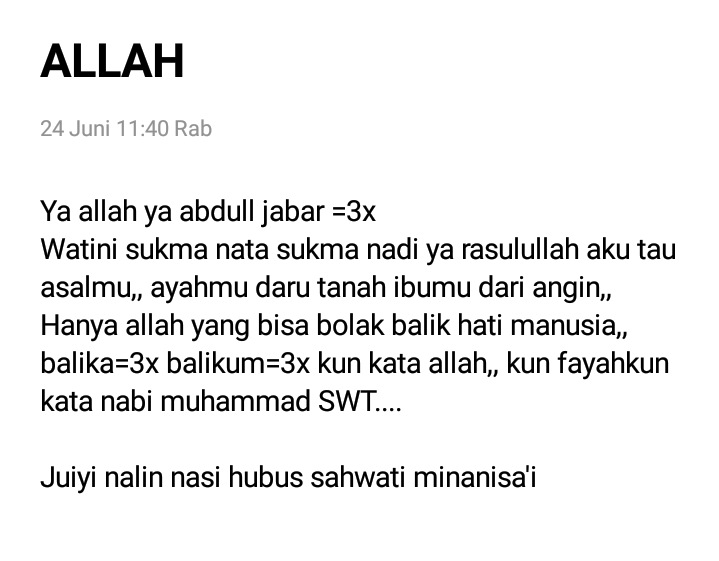 ALLAH
24 Juni 11:40 Rab
Ya allah ya abdull jabar =3x
Watini sukma nata sukma nadi ya rasulullah aku tau
asalmu,, ayahmu daru tanah ibumu dari angin,,
Hanya allah yang bisa bolak balik hati manusia,,
balika=3x balikum=3x kun kata allah,, kun fayahkun
kata nabi muhammad SWT....
Juiyi nalin nasi hubus sahwati minanisa'i